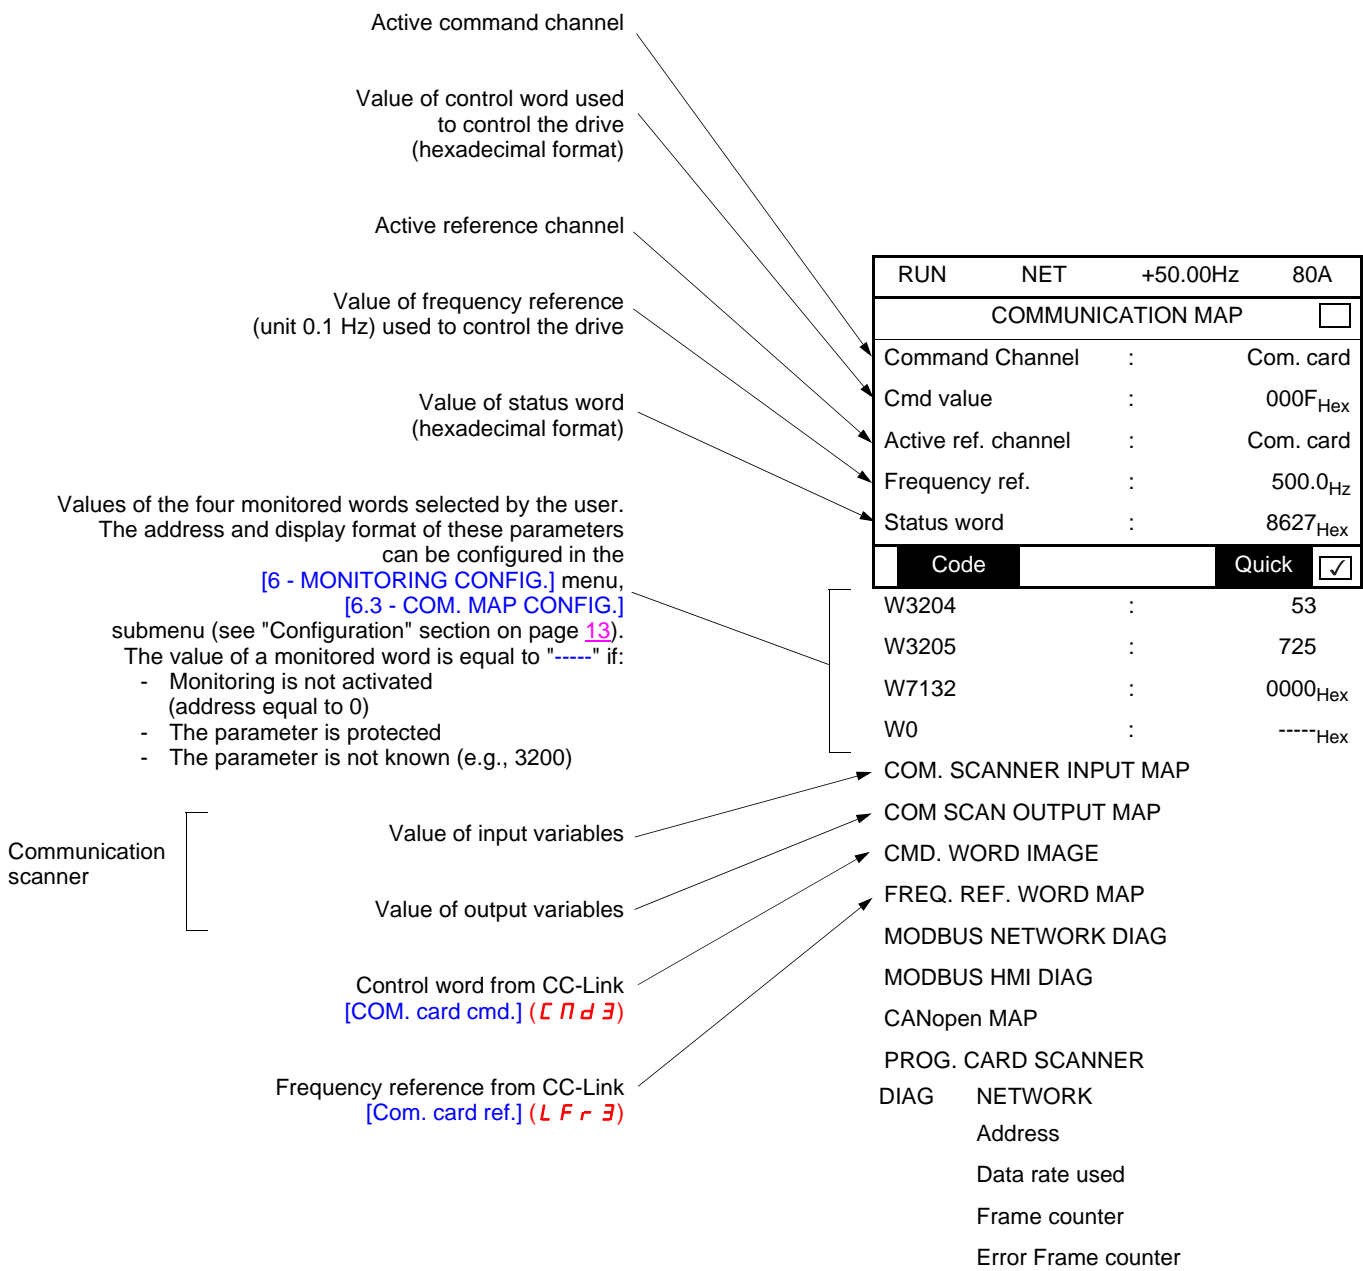 Active command channel
Value of control word used
to control the drive
(hexadecimal format)
Active reference channel
Value of frequency reference
(unit 0.1 Hz) used to control the drive
Value of status word
(hexadecimal format)
Values of the four monitored words selected by the user.
The address and display format of these parameters
can be configured in the
[6 - MONITORING CONFIG.] menu,
[6.3 - COM. MAP CONFIG.]
submenu (see "Configuration" section on page 13).
The value of a monitored word is equal to "-----" if:
- Monitoring is not activated
(address equal to 0)
- The parameter is protected
- The parameter is not known (e.g., 3200)
Communication
scanner
Value of input variables
Value of output variables
Control word from CC-Link
[COM. card cmd.] (CMd3)
Frequency reference from CC-Link
[Com. card ref.] (LFr3)
RUN NET +50.00Hz 80A
COMMUNICATION MAP
Command Channel : Com. card
Cmd value : 000FHex
Active ref. channel : Com. card
Frequency ref. : 500.0Hz
Status word : 8627Hex
Code Quick ✓
W3204 : 53
W3205 : 725
W7132 : 0000Hex
W0 : -----Hex
COM. SCANNER INPUT MAP
COM SCAN OUTPUT MAP
CMD. WORD IMAGE
FREQ. REF. WORD MAP
MODBUS NETWORK DIAG
MODBUS HMI DIAG
CANopen MAP
PROG. CARD SCANNER
DIAG NETWORK
Address
Data rate used
Frame counter
Error Frame counter